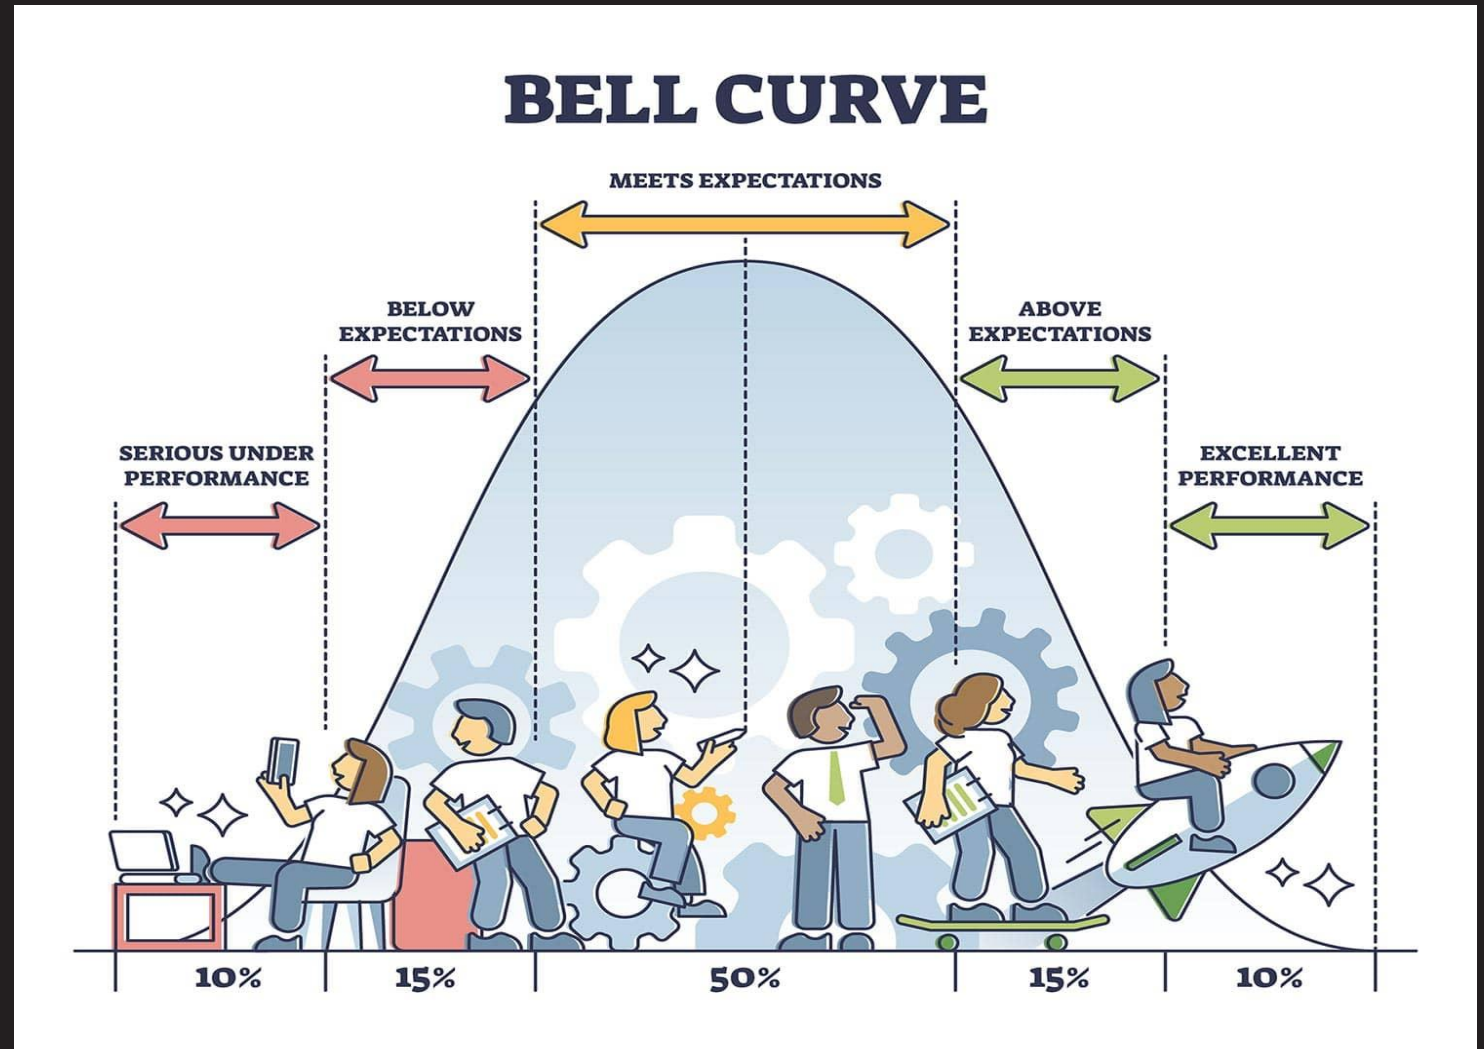 BELL CURVE
MEETS EXPECTATIONS
BELOW
EXPECTATIONS
ABOVE
EXPECTATIONS
SERIOUS UNDER
PERFORMANCE
EXCELLENT
PERFORMANCE
10%
15%
50%
15%
10%